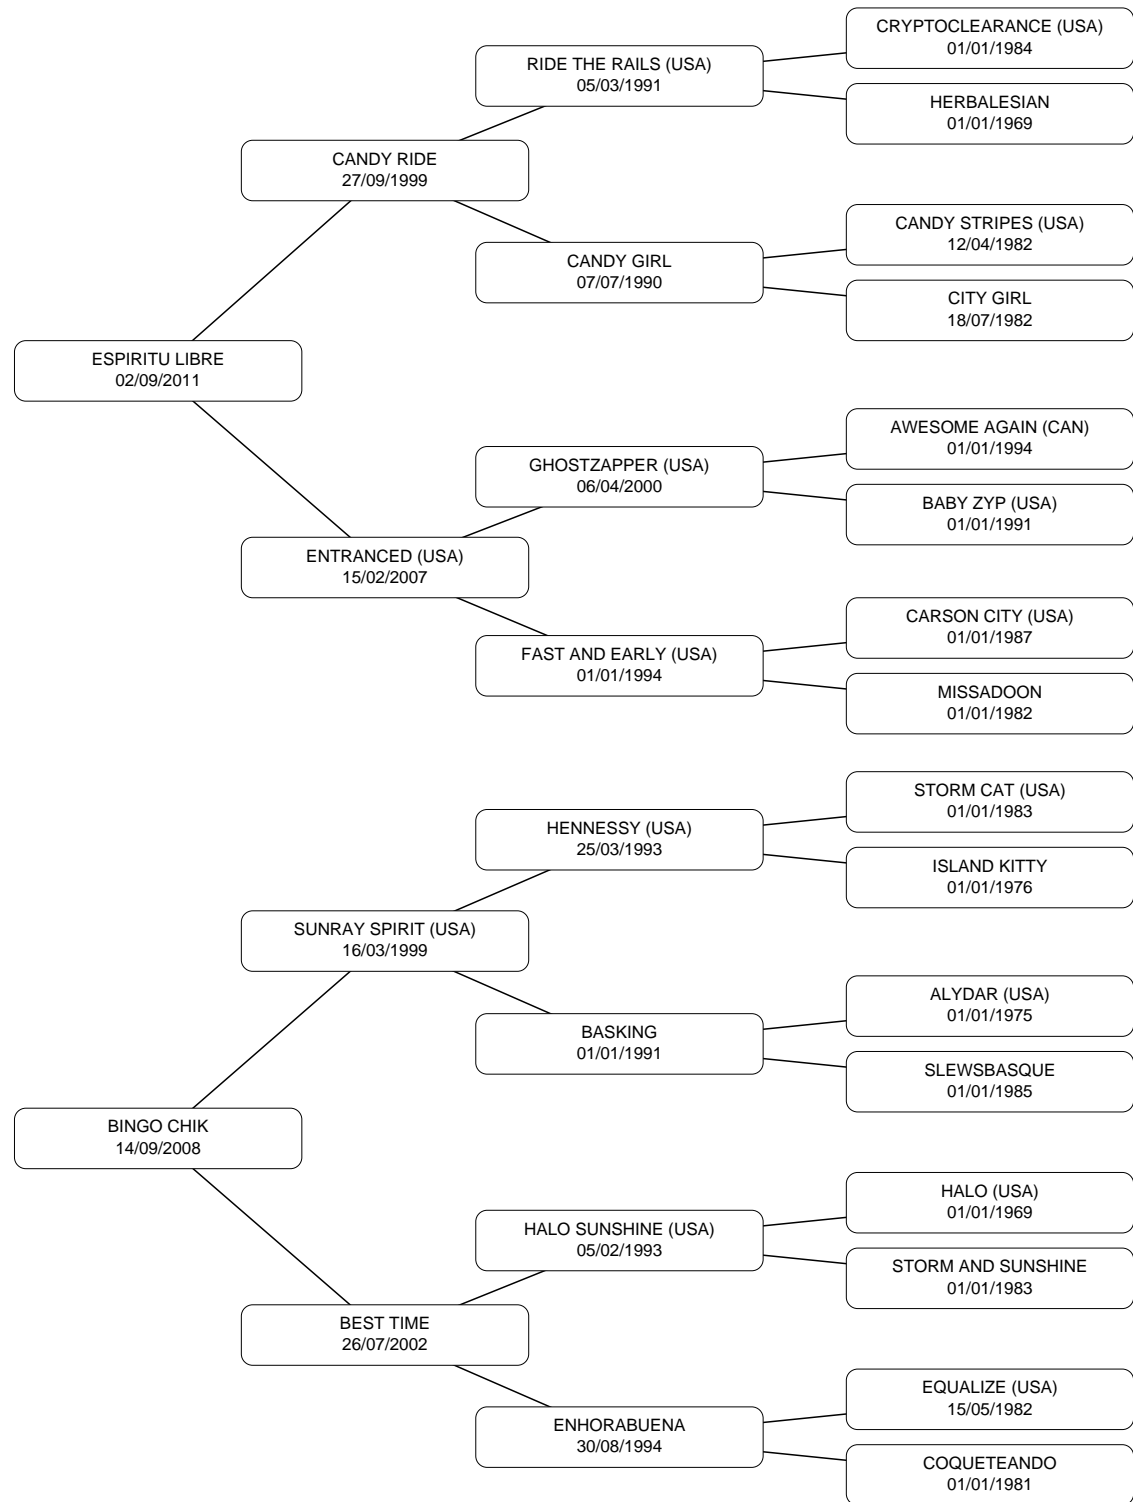 CRYPTOCLEARANCE (USA)
01/01/1984
RIDE THE RAILS (USA)
05/03/1991
HERBALESIAN
01/01/1969
CANDY RIDE
27/09/1999
CANDY STRIPES (USA)
12/04/1982
CANDY GIRL
07/07/1990
CITY GIRL
18/07/1982
ESPIRITU LIBRE
02/09/2011
AWESOME AGAIN (CAN)
01/01/1994
GHOSTZAPPER (USA)
06/04/2000
BABY ZYP (USA)
01/01/1991
ENTRANCED (USA)
15/02/2007
CARSON CITY (USA)
01/01/1987
FAST AND EARLY (USA)
01/01/1994
MISSADOON
01/01/1982
STORM CAT (USA)
01/01/1983
HENNESSY (USA)
25/03/1993
ISLAND KITTY
01/01/1976
SUNRAY SPIRIT (USA)
16/03/1999
ALYDAR (USA)
01/01/1975
BASKING
01/01/1991
SLEWSBASQUE
01/01/1985
BINGO CHIK
14/09/2008
HALO (USA)
01/01/1969
HALO SUNSHINE (USA)
05/02/1993
STORM AND SUNSHINE
01/01/1983
BEST TIME
26/07/2002
EQUALIZE (USA)
15/05/1982
ENHORABUENA
30/08/1994
COQUETEANDO
01/01/1981